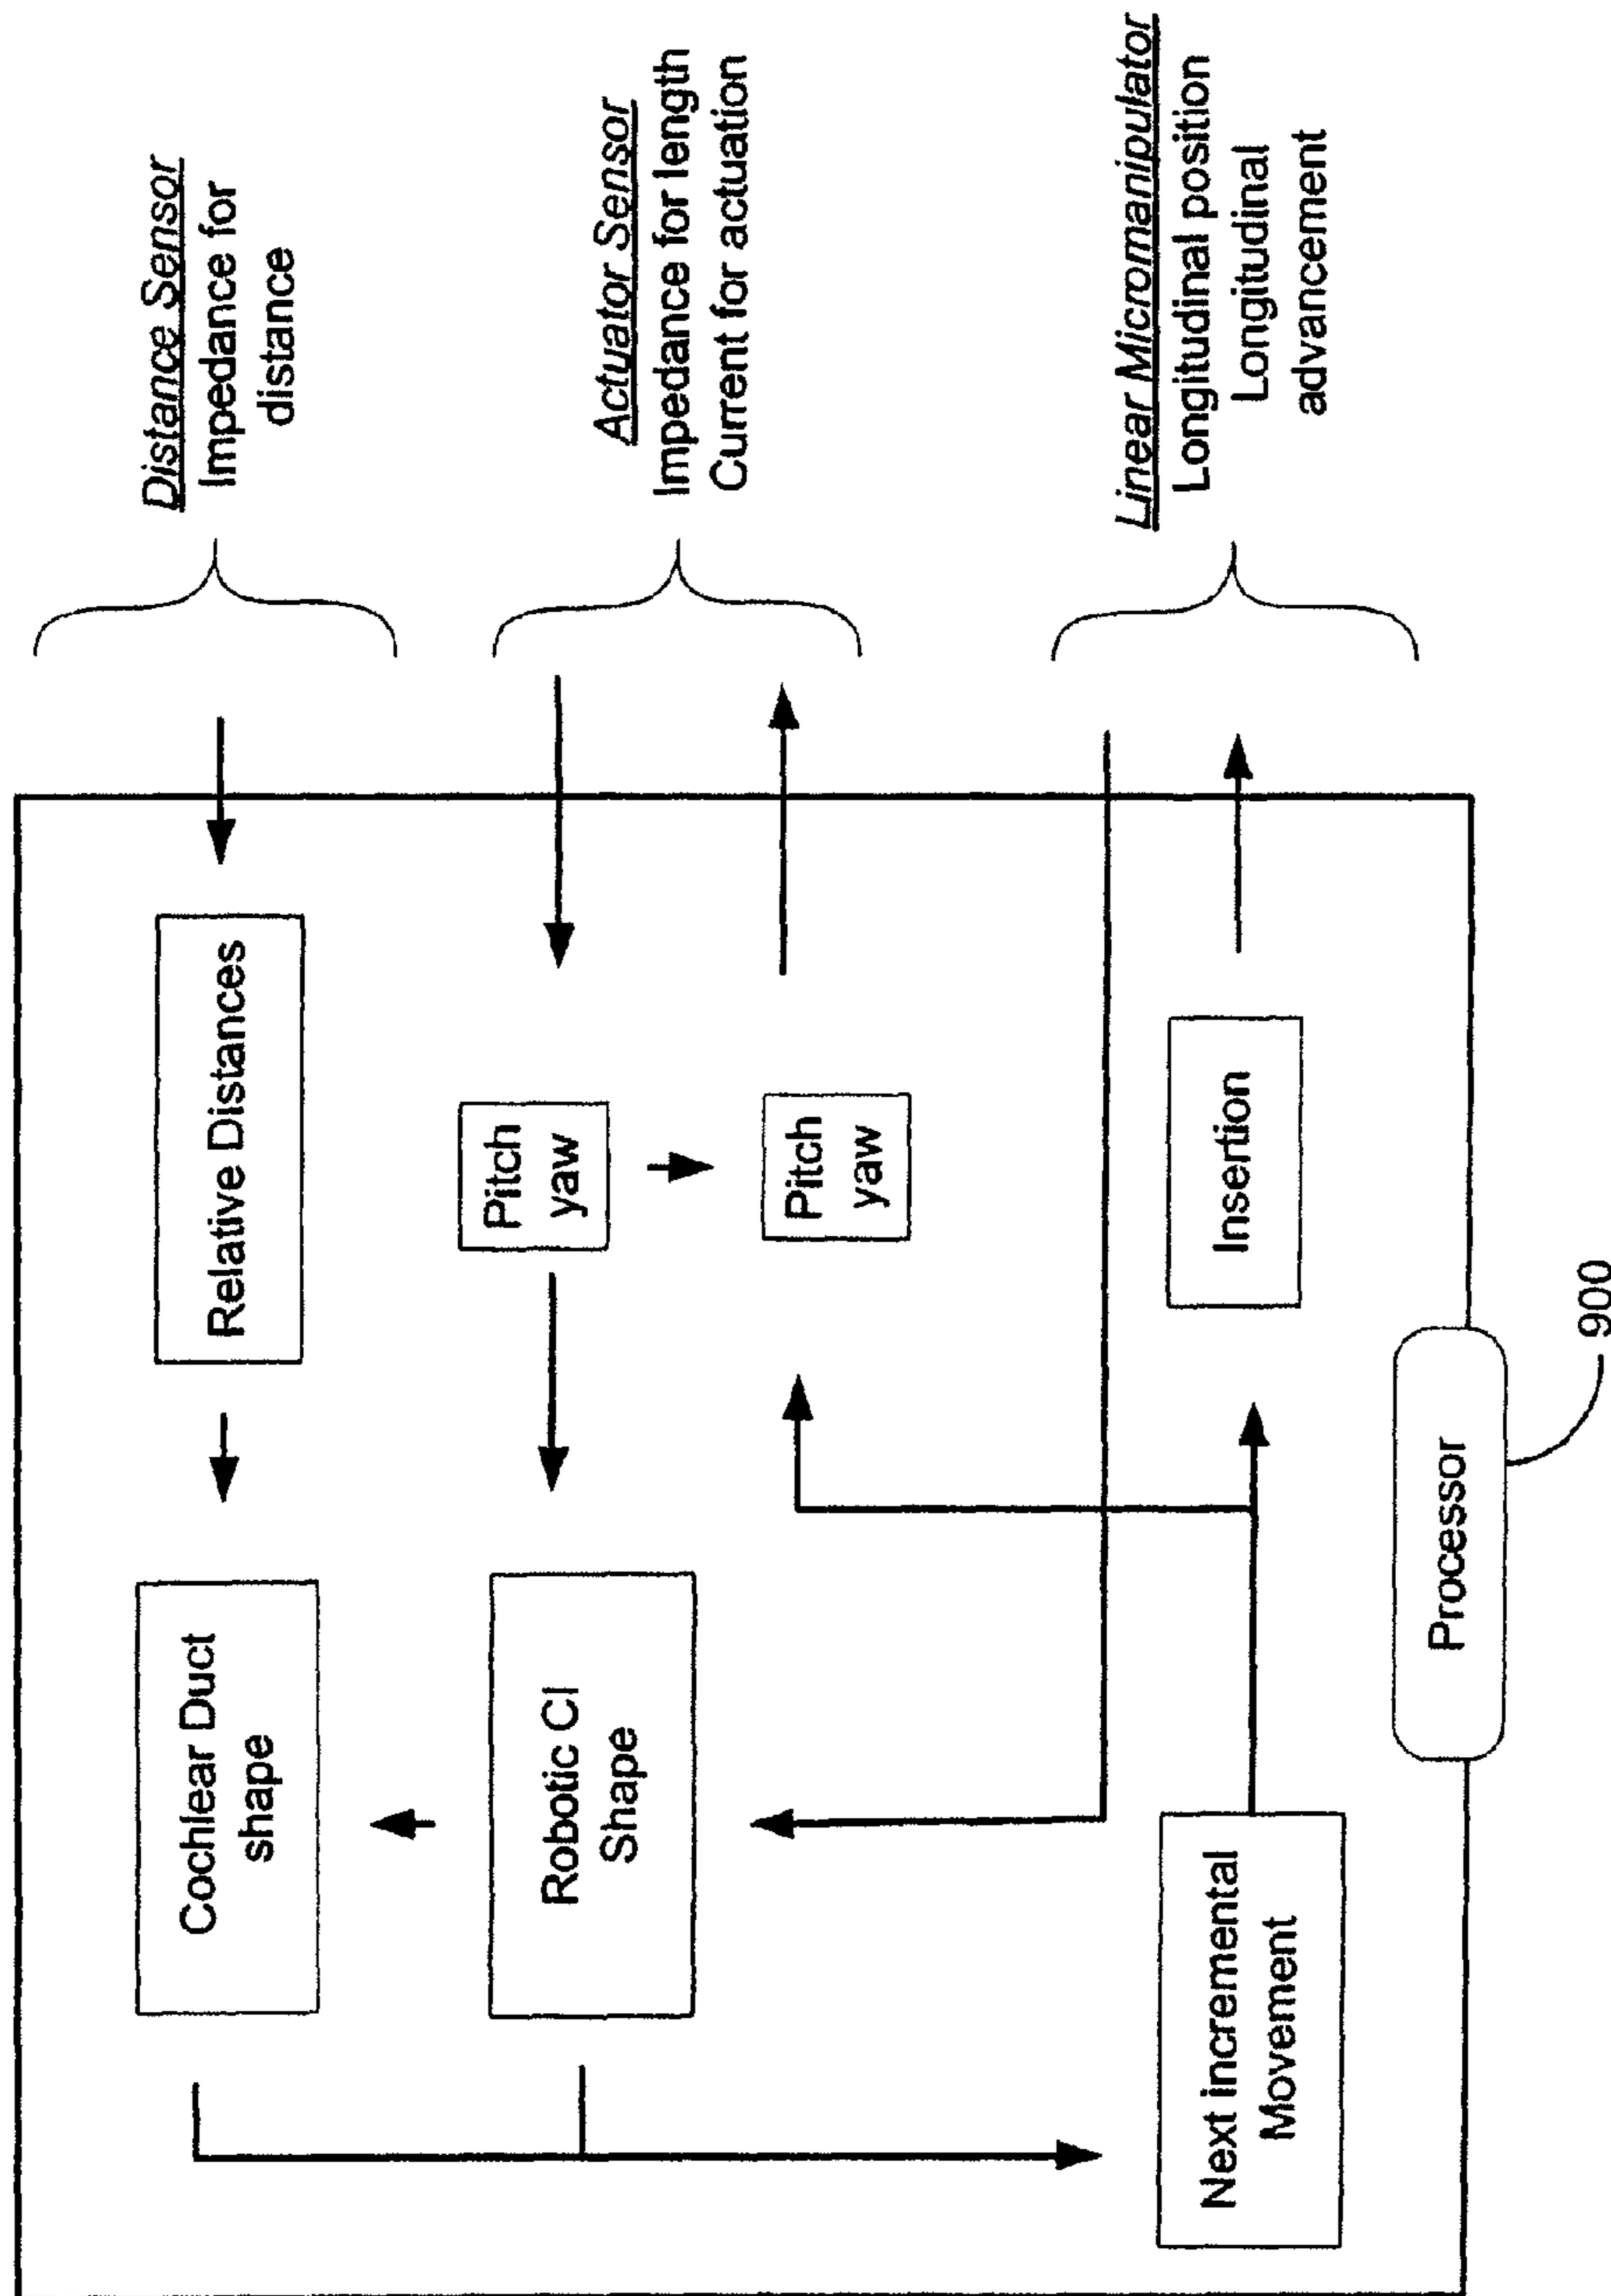 Distance Sensor
Impedance for
distance
Actuator Sensor
Impedance for length
Current for actuation
Linear Micromanipulator
Longitudinal position
Longitudinal
advancement
Cochlear Duct
shape
Relative Distances
Robotic CI
Shape
Pitch
yaw
Pitch
yaw
Next incremental
Movement
Insertion
Processor
900